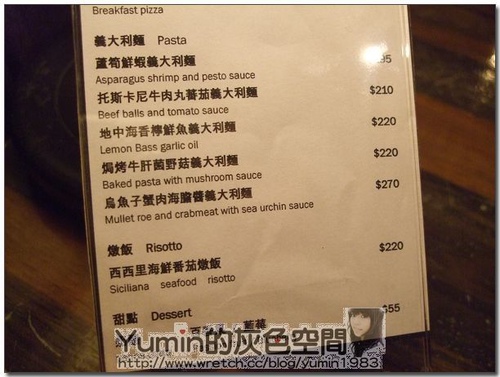 Breakfast pizza
義大利麵 Pasta
蘆筍鮮蝦義大利麵
95
Asparagus shrimp and pesto sauce
托斯卡尼牛肉丸蕃茄義大利麵
$210
Beef balls and tomato sauce
地中海香檸鮮魚義大利麵
$220
Lemon Bass garlic oil
焗烤牛肝菌野菇義大利麵
$220
Baked pasta with mushroom sauce
烏魚子蟹肉海膽醬義大利麵
$270
Mullet roe and crabmeat with sea urchin sauce
燉飯 Risotto
$220
西西里海鮮番茄燉飯
Siciliana seafood risotto
甜點 Dessert
$55
Yumin的灰色空間
http://www.wretch.cc/blog/yumin1983